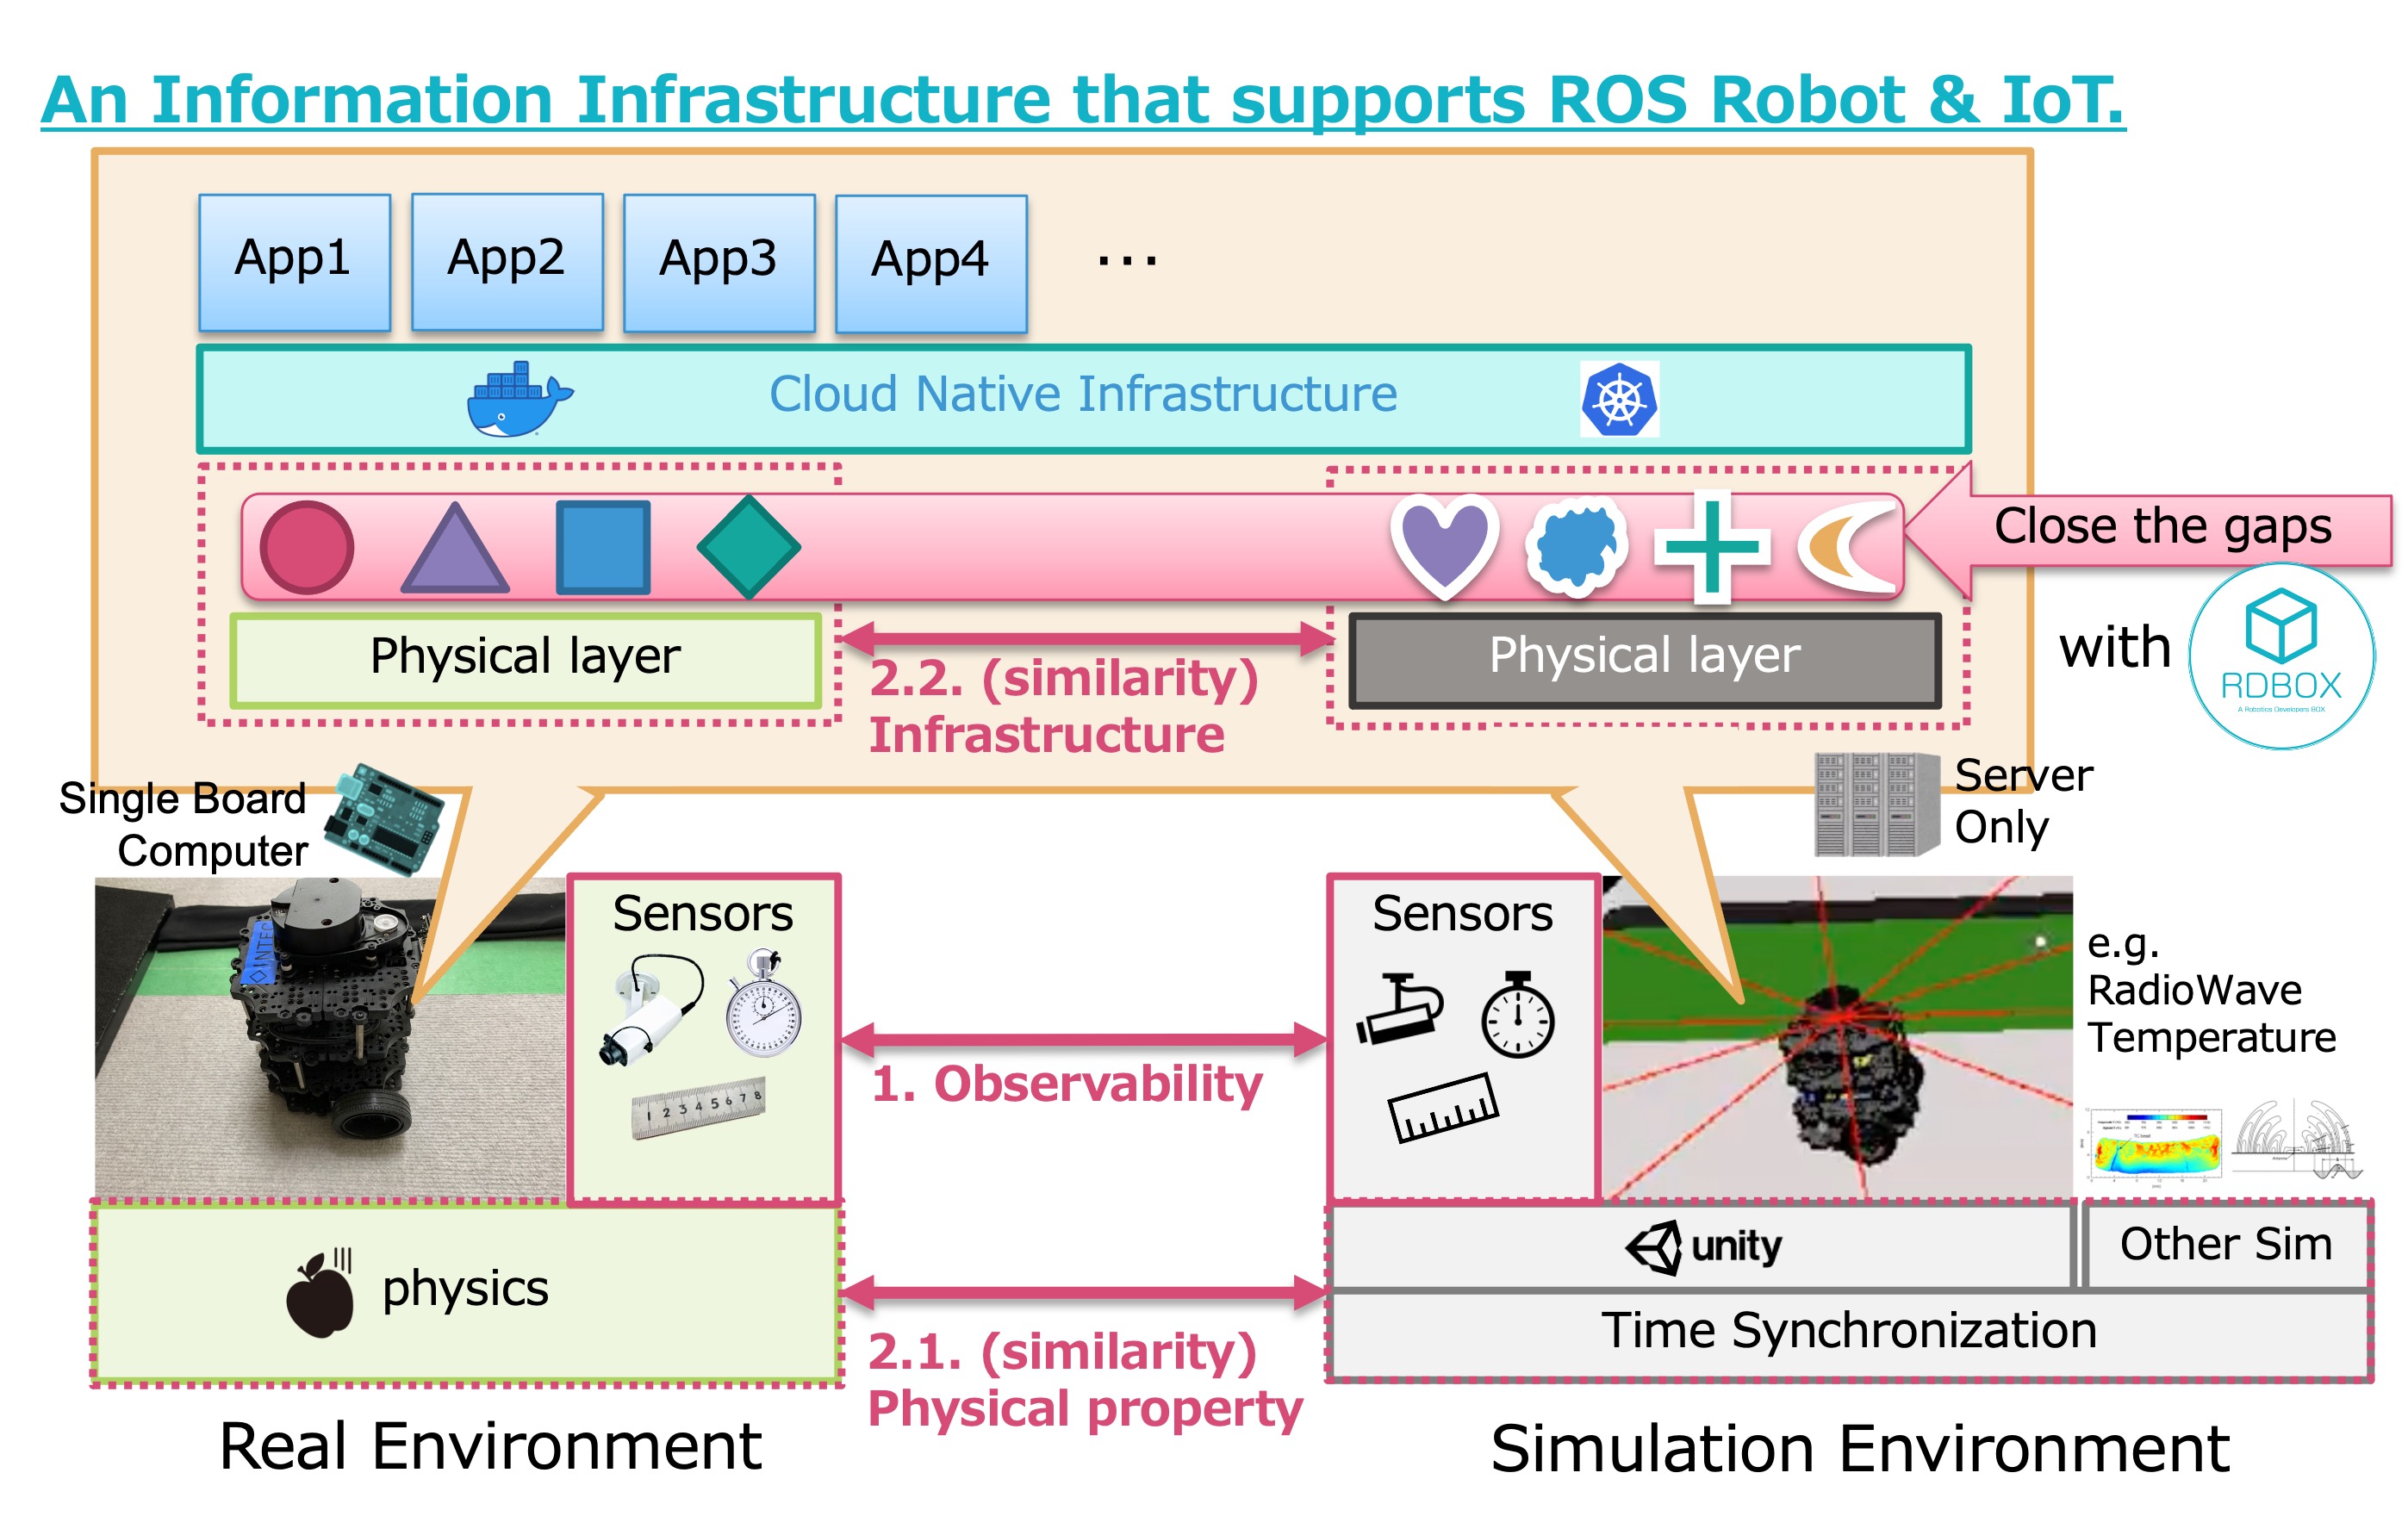 An Information Infrastructure that supports ROS Robot & IoT.
App1
App2
App3
App4
...
Cloud Native Infrastructure
Close the gaps
with
RDBOX
A Robotics Developers BOX
Physical layer
2.2. (similarity)
Infrastructure
Physical layer
Single Board
Computer
Server
Only
INTEC
Sensors
1 2 3 4 5 6 7 8
1. Observability
Sensors
e.g.
RadioWave
Temperature
physics
2.1. (similarity)
Physical property
unity
Other Sim
Time Synchronization
Real Environment
Simulation Environment